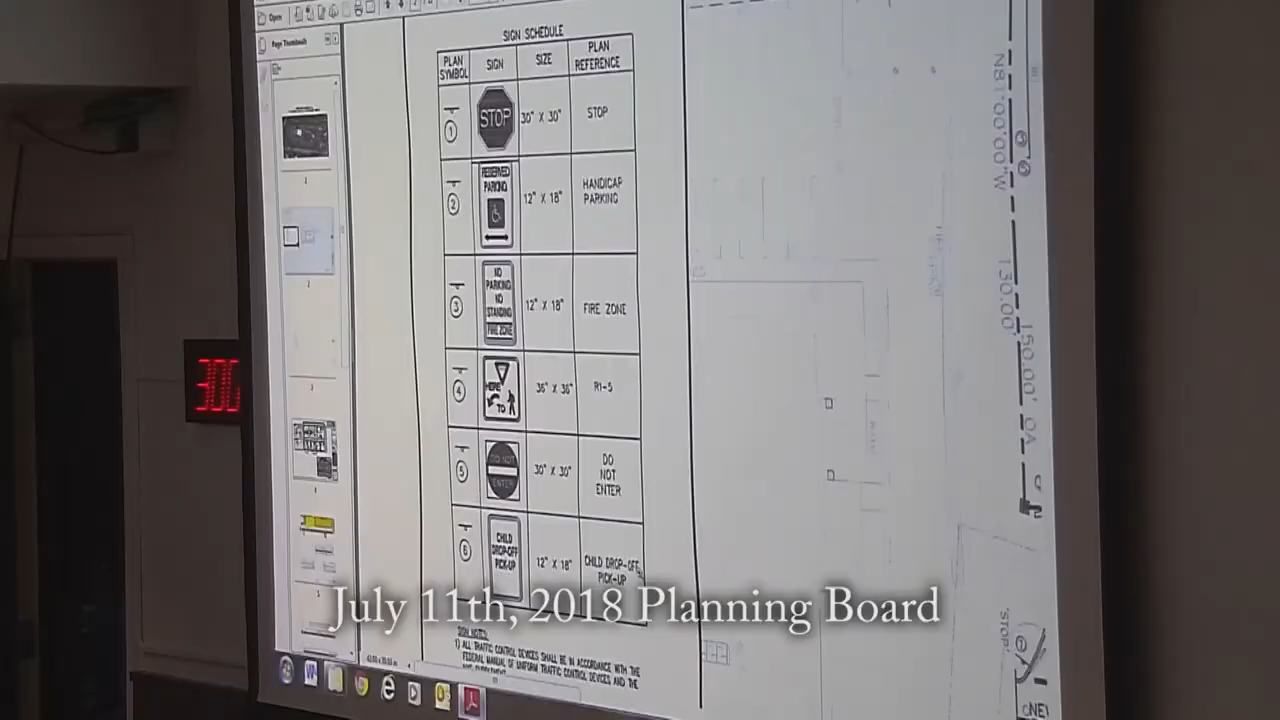 Open
Page Thumbnails
SIGN SCHEDULE
PLAN SYMBOL
SIGN
SIZE
PLAN REFERENCE
1
STOP
30" X 30"
STOP
2
RESERVED
PARKING
12" X 18"
HANDICAP
PARKING
3
NO
PARKING
NO
STANDING
FIRE ZONE
12" X 18"
FIRE ZONE
4
HERE
TO
36" X 36"
R1-5
5
DO NOT
ENTER
30" X 30"
DO
NOT
ENTER
6
CHILD
DROP-OFF
PICK-UP
12" X 18"
CHILD DROP-OFF
PICK-UP
SIGN NOTES:
1) ALL TRAFFIC CONTROL DEVICES SHALL BE IN ACCORDANCE WITH THE
FEDERAL MANUAL OF UNIFORM TRAFFIC CONTROL DEVICES AND THE
N81°00'00"W
130.00'
150.00' OA
"STOP"
300
July 11th, 2018 Planning Board